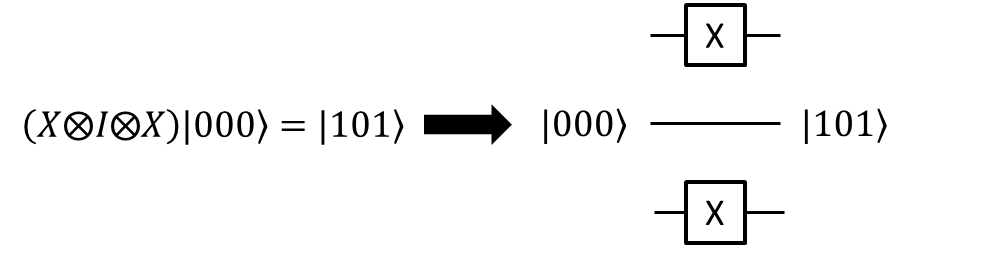 X
(X⊗I⊗X)|000⟩ = |101⟩ |000⟩ |101⟩
X